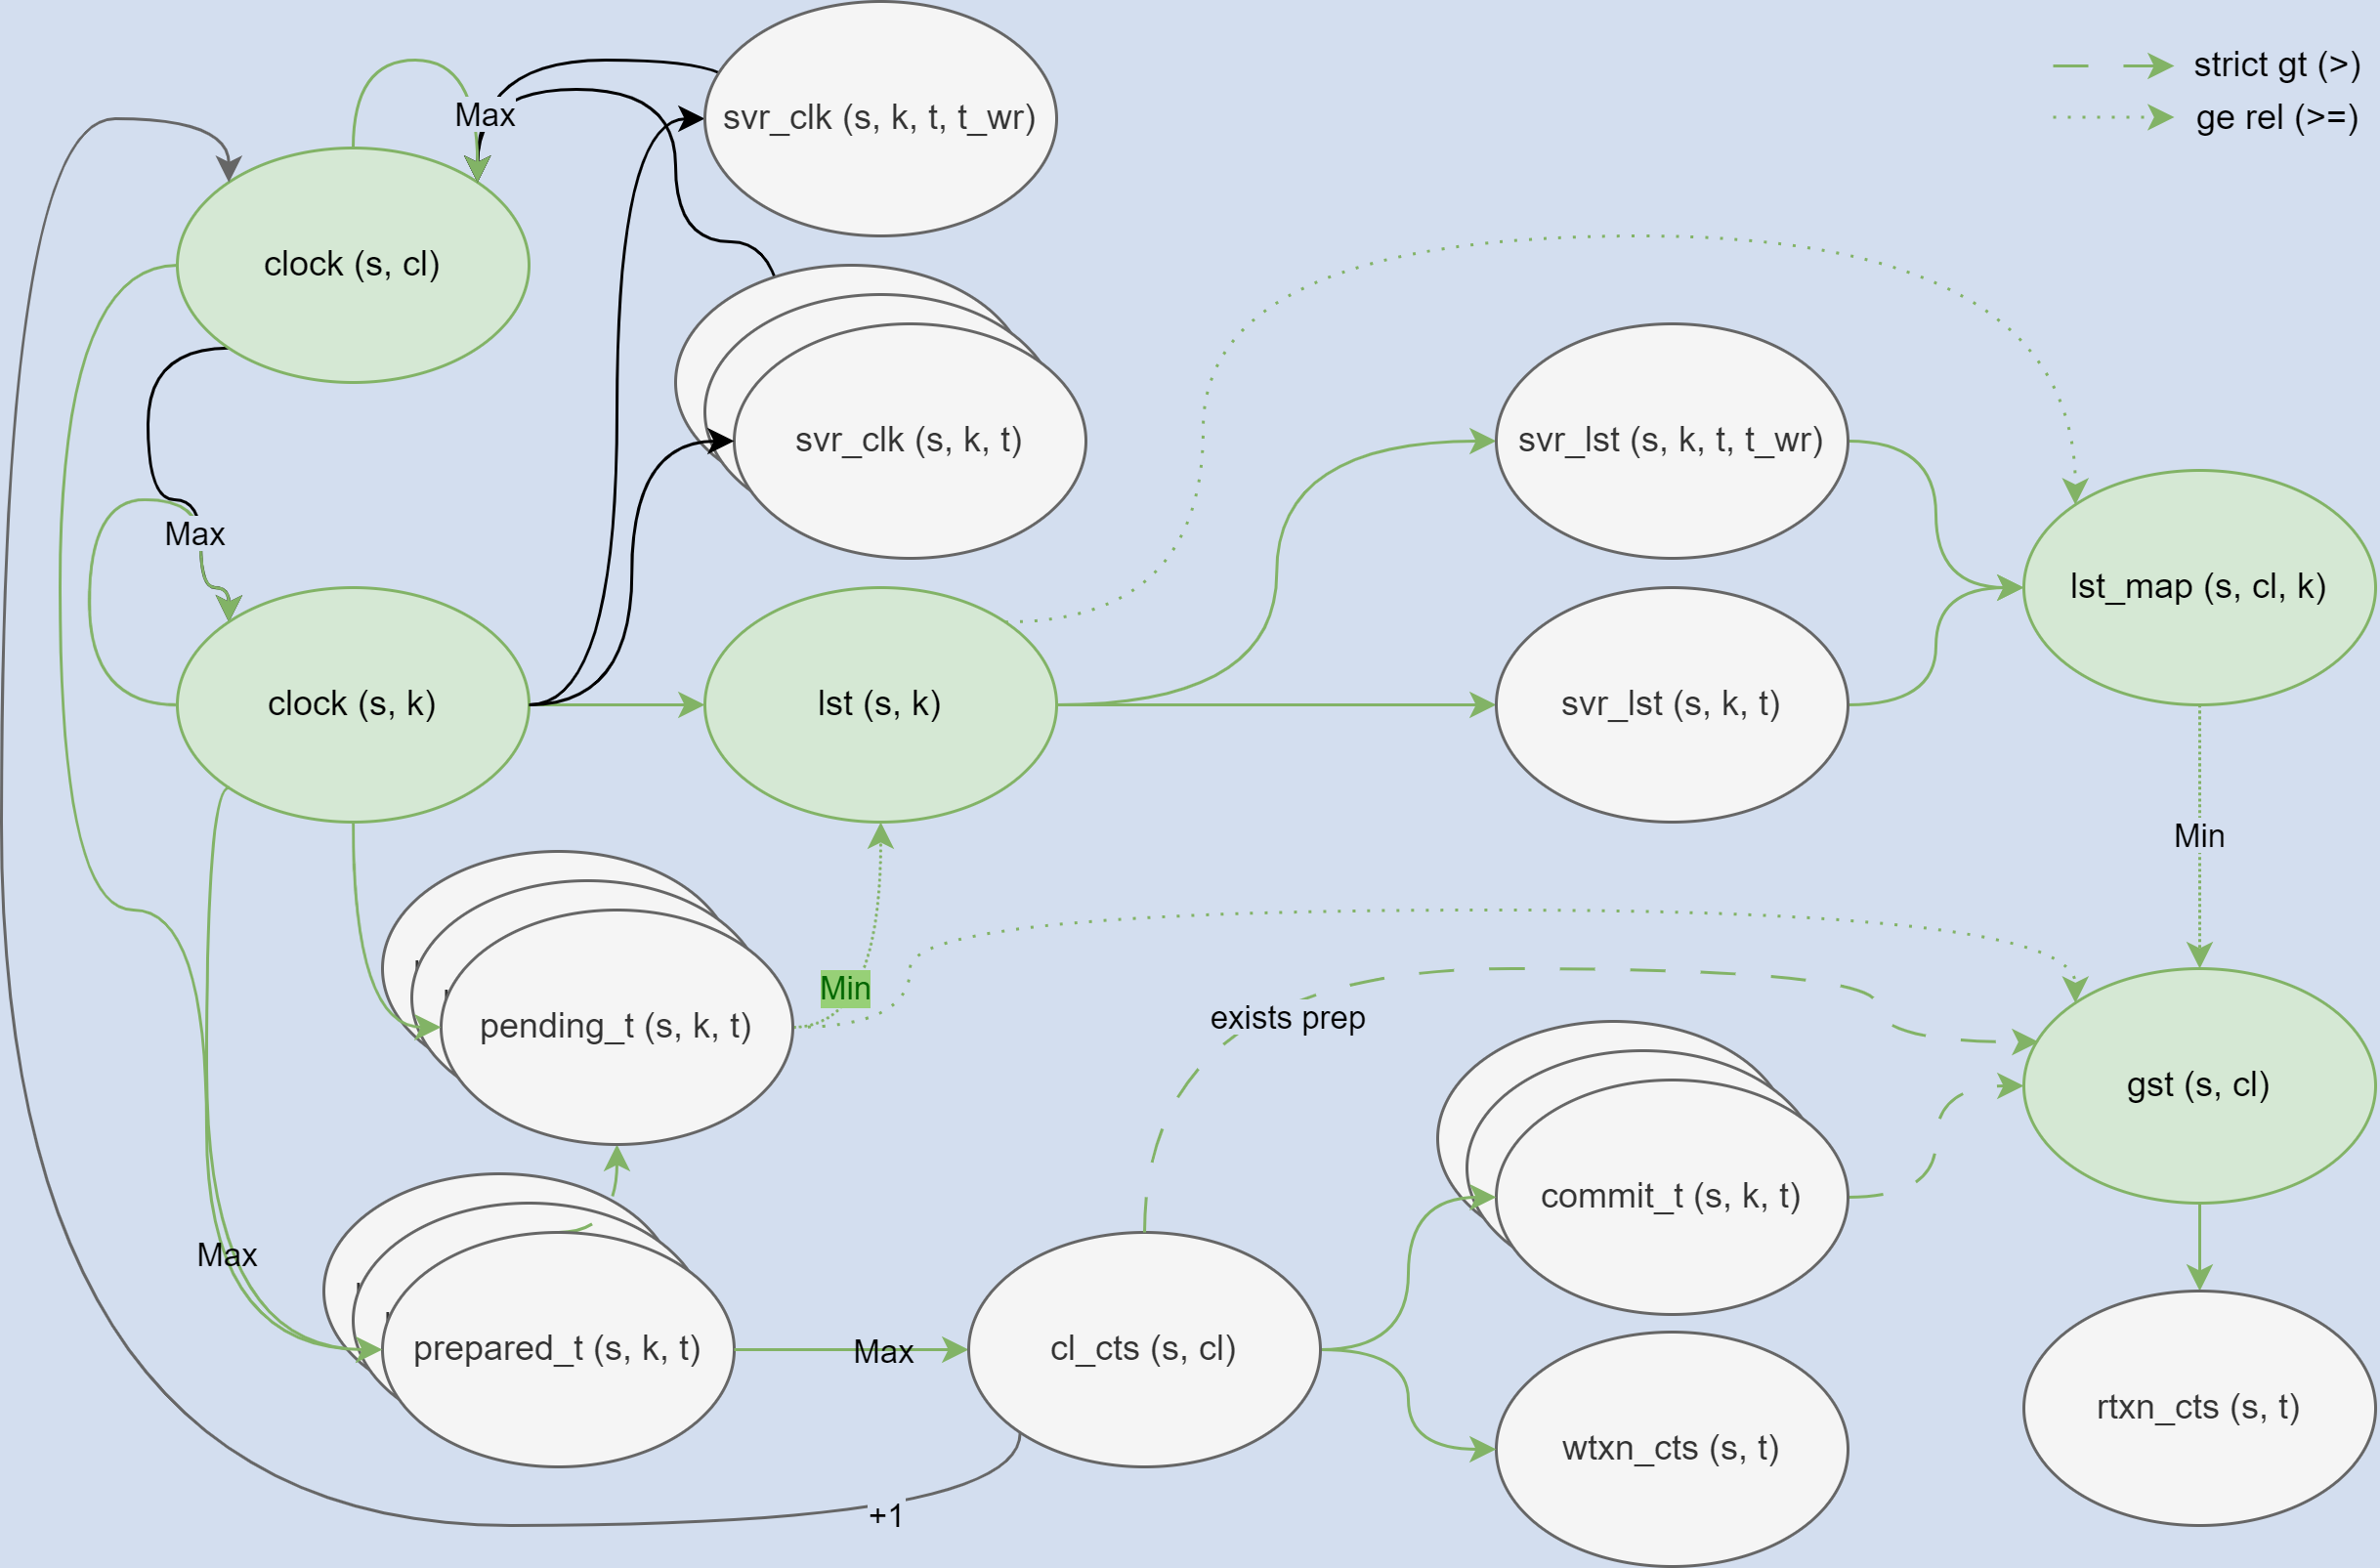 svr_clk (s, k, t, t_wr)
strict gt (>)
ge rel (>=)
Max
clock (s, cl)
svr_clk (s, k, t)
svr_lst (s, k, t, t_wr)
Max
lst_map (s, cl, k)
clock (s, k)
lst (s, k)
svr_lst (s, k, t)
Min
Min
pending_t (s, k, t)
exists prep
gst (s, cl)
commit_t (s, k, t)
Max
prepared_t (s, k, t)
Max
cl_cts (s, cl)
rtxn_cts (s, t)
wtxn_cts (s, t)
+1